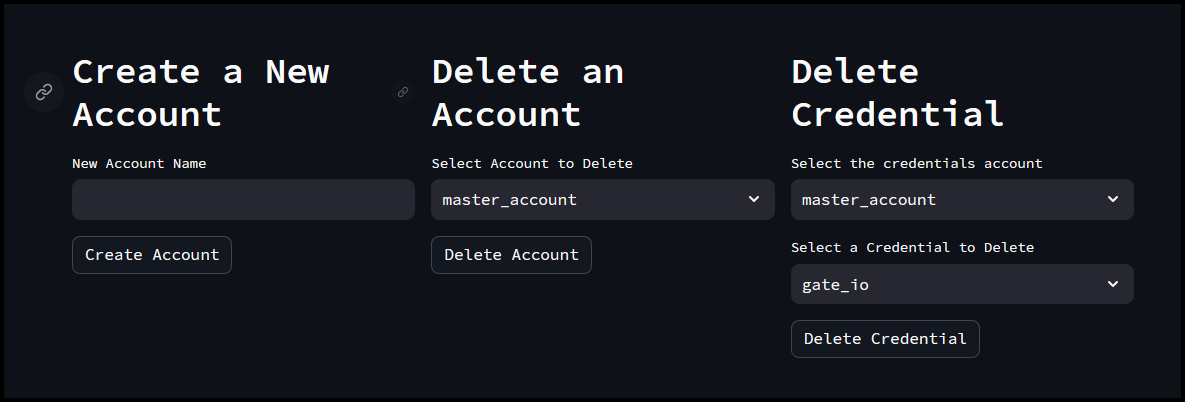 Create a New
Account
New Account Name
Create Account
Delete an
Account
Select Account to Delete
master_account
Delete Account
Delete
Credential
Select the credentials account
master_account
Select a Credential to Delete
gate_io
Delete Credential